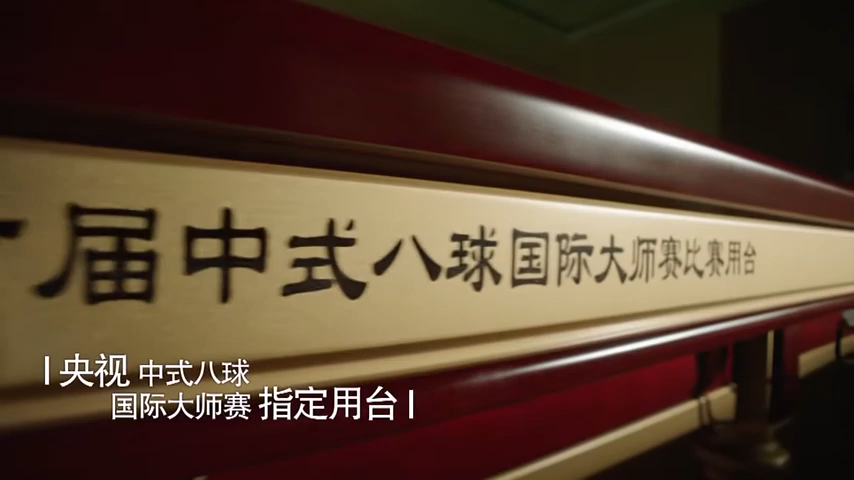 届中式八球国际大师赛比赛用台
央视 中式八球
国际大师赛 指定用台